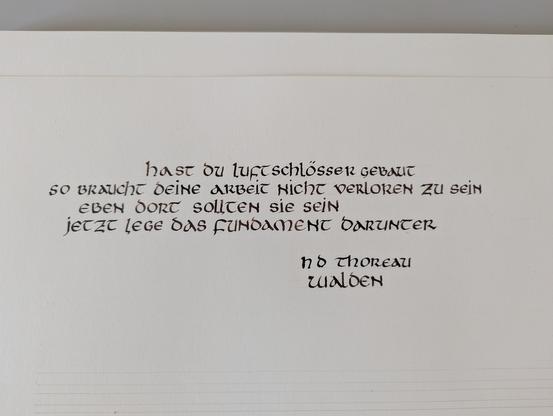 hast du luftschlösser gebaut
so braucht deine arbeit nicht verloren zu sein
eben dort sollten sie sein
jetzt lege das fundament darunter
h d thoreau
walden